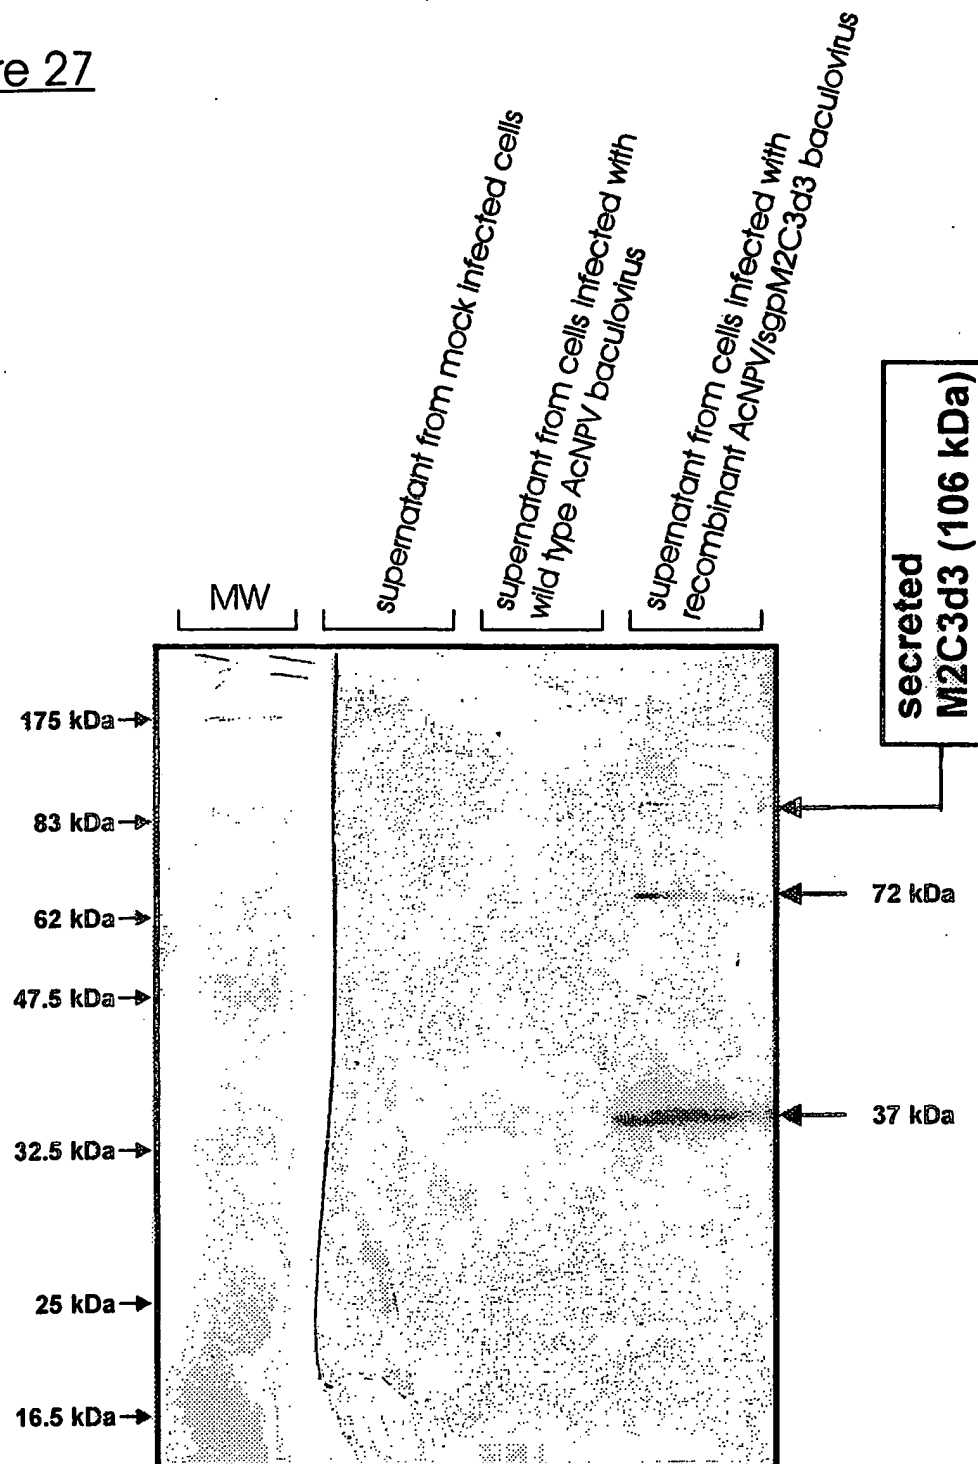 re 27
supernatant from mock infected cells
supernatant from cells infected with
wild type AcNPV baculovirus
supernatant from cells infected with
recombinant AcNPV/sgpM2C3d3 baculovirus
secreted
M2C3d3 (106 kDa)
MW
175 kDa
83 kDa
72 kDa
62 kDa
47.5 kDa
37 kDa
32.5 kDa
25 kDa
16.5 kDa